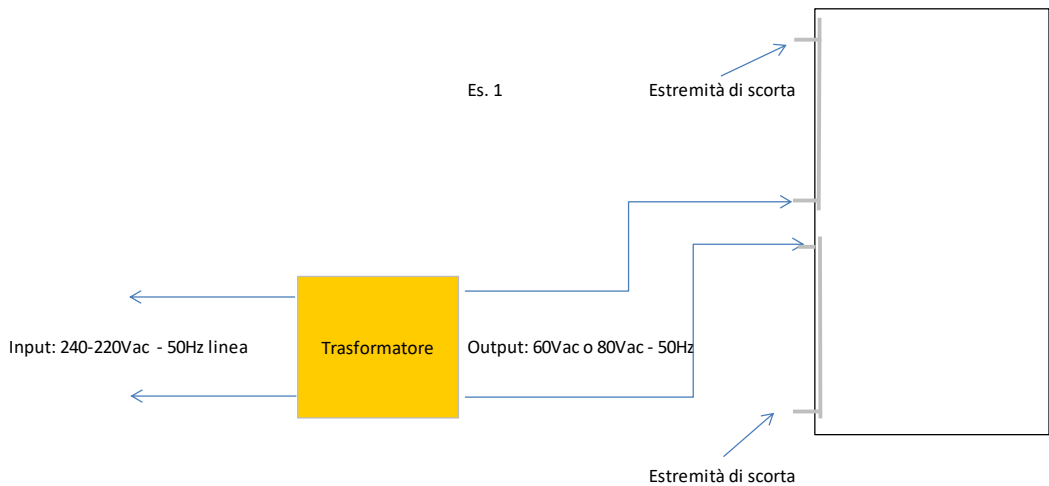 Es. 1
Estremità di scorta
Input: 240-220Vac - 50Hz linea
Trasformatore
Output: 60Vac o 80Vac - 50Hz
Estremità di scorta